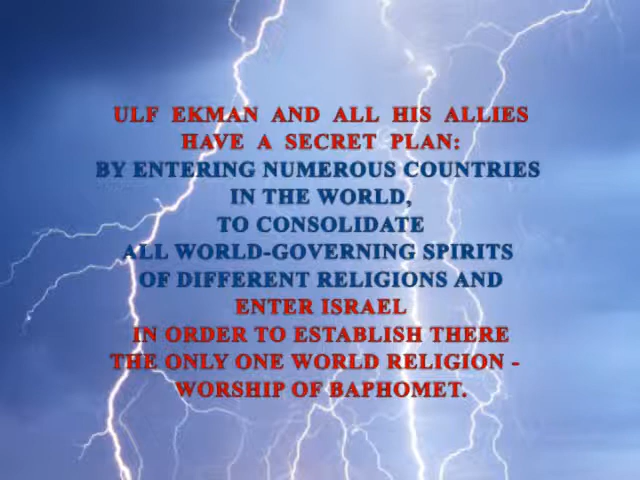 ULF EKMAN AND ALL HIS ALLIES
HAVE A SECRET PLAN:
BY ENTERING NUMEROUS COUNTRIES
IN THE WORLD,
TO CONSOLIDATE
ALL WORLD-GOVERNING SPIRITS
OF DIFFERENT RELIGIONS AND
ENTER ISRAEL
IN ORDER TO ESTABLISH THERE
THE ONLY ONE WORLD RELIGION -
WORSHIP OF BAPHOMET.